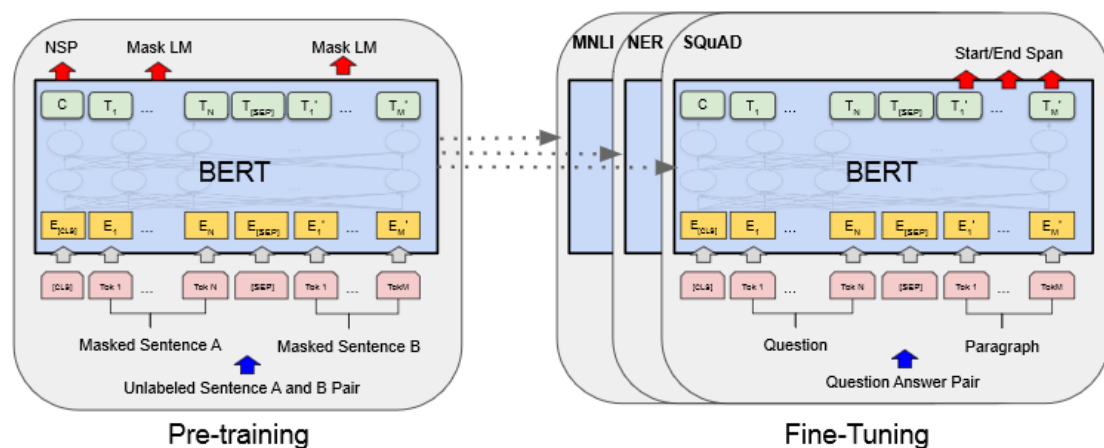 NSP Mask LM Mask LM
C T1 ... TN T[SEP] T1' ... TM'
BERT
E[CLS] E1 ... EN E[SEP] E1' ... EM'
[CLS] Tok 1 ... Tok N [SEP] Tok 1 ... TokM
Masked Sentence A Masked Sentence B
Unlabeled Sentence A and B Pair
Pre-training
MNLI NER SQuAD
Start/End Span
C T1 ... TN T[SEP] T1' ... TM'
BERT
E[CLS] E1 ... EN E[SEP] E1' ... EM'
[CLS] Tok 1 ... Tok N [SEP] Tok 1 ... TokM
Question Paragraph
Question Answer Pair
Fine-Tuning